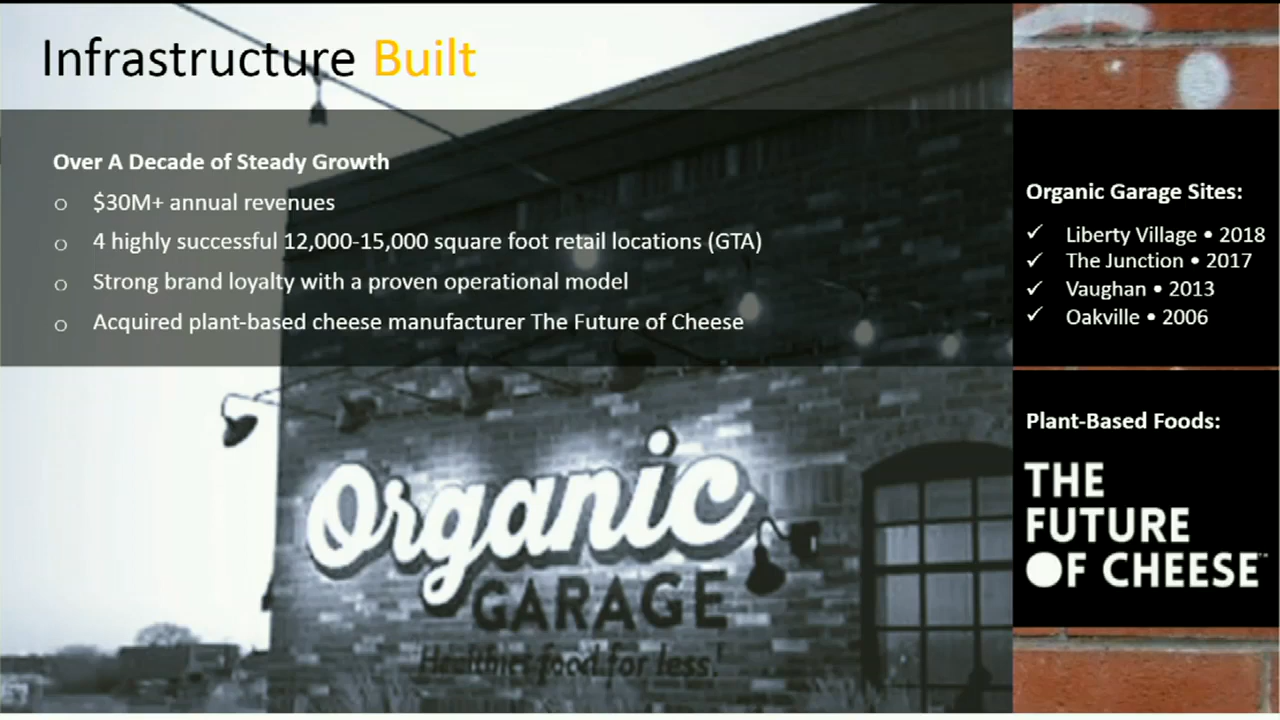 Infrastructure Built
Over A Decade of Steady Growth
$30M+ annual revenues
4 highly successful 12,000-15,000 square foot retail locations (GTA)
Strong brand loyalty with a proven operational model
Acquired plant-based cheese manufacturer The Future of Cheese
Organic Garage Sites:
Liberty Village • 2018
The Junction • 2017
Vaughan • 2013
Oakville • 2006
Plant-Based Foods:
THE
FUTURE
OF CHEESE™
Organic
GARAGE
Healthier food for less!